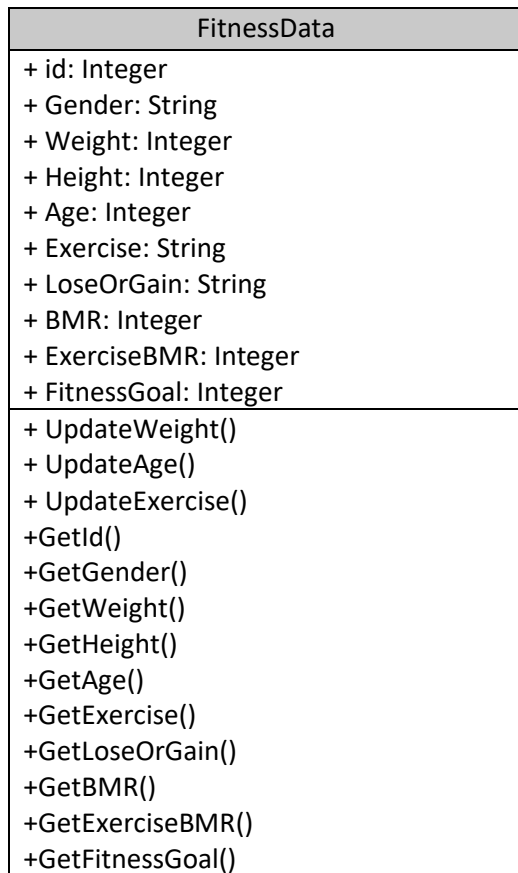 FitnessData
+ id: Integer
+ Gender: String
+ Weight: Integer
+ Height: Integer
+ Age: Integer
+ Exercise: String
+ LoseOrGain: String
+ BMR: Integer
+ ExerciseBMR: Integer
+ FitnessGoal: Integer
+ UpdateWeight()
+ UpdateAge()
+ UpdateExercise()
+GetId()
+GetGender()
+GetWeight()
+GetHeight()
+GetAge()
+GetExercise()
+GetLoseOrGain()
+GetBMR()
+GetExerciseBMR()
+GetFitnessGoal()